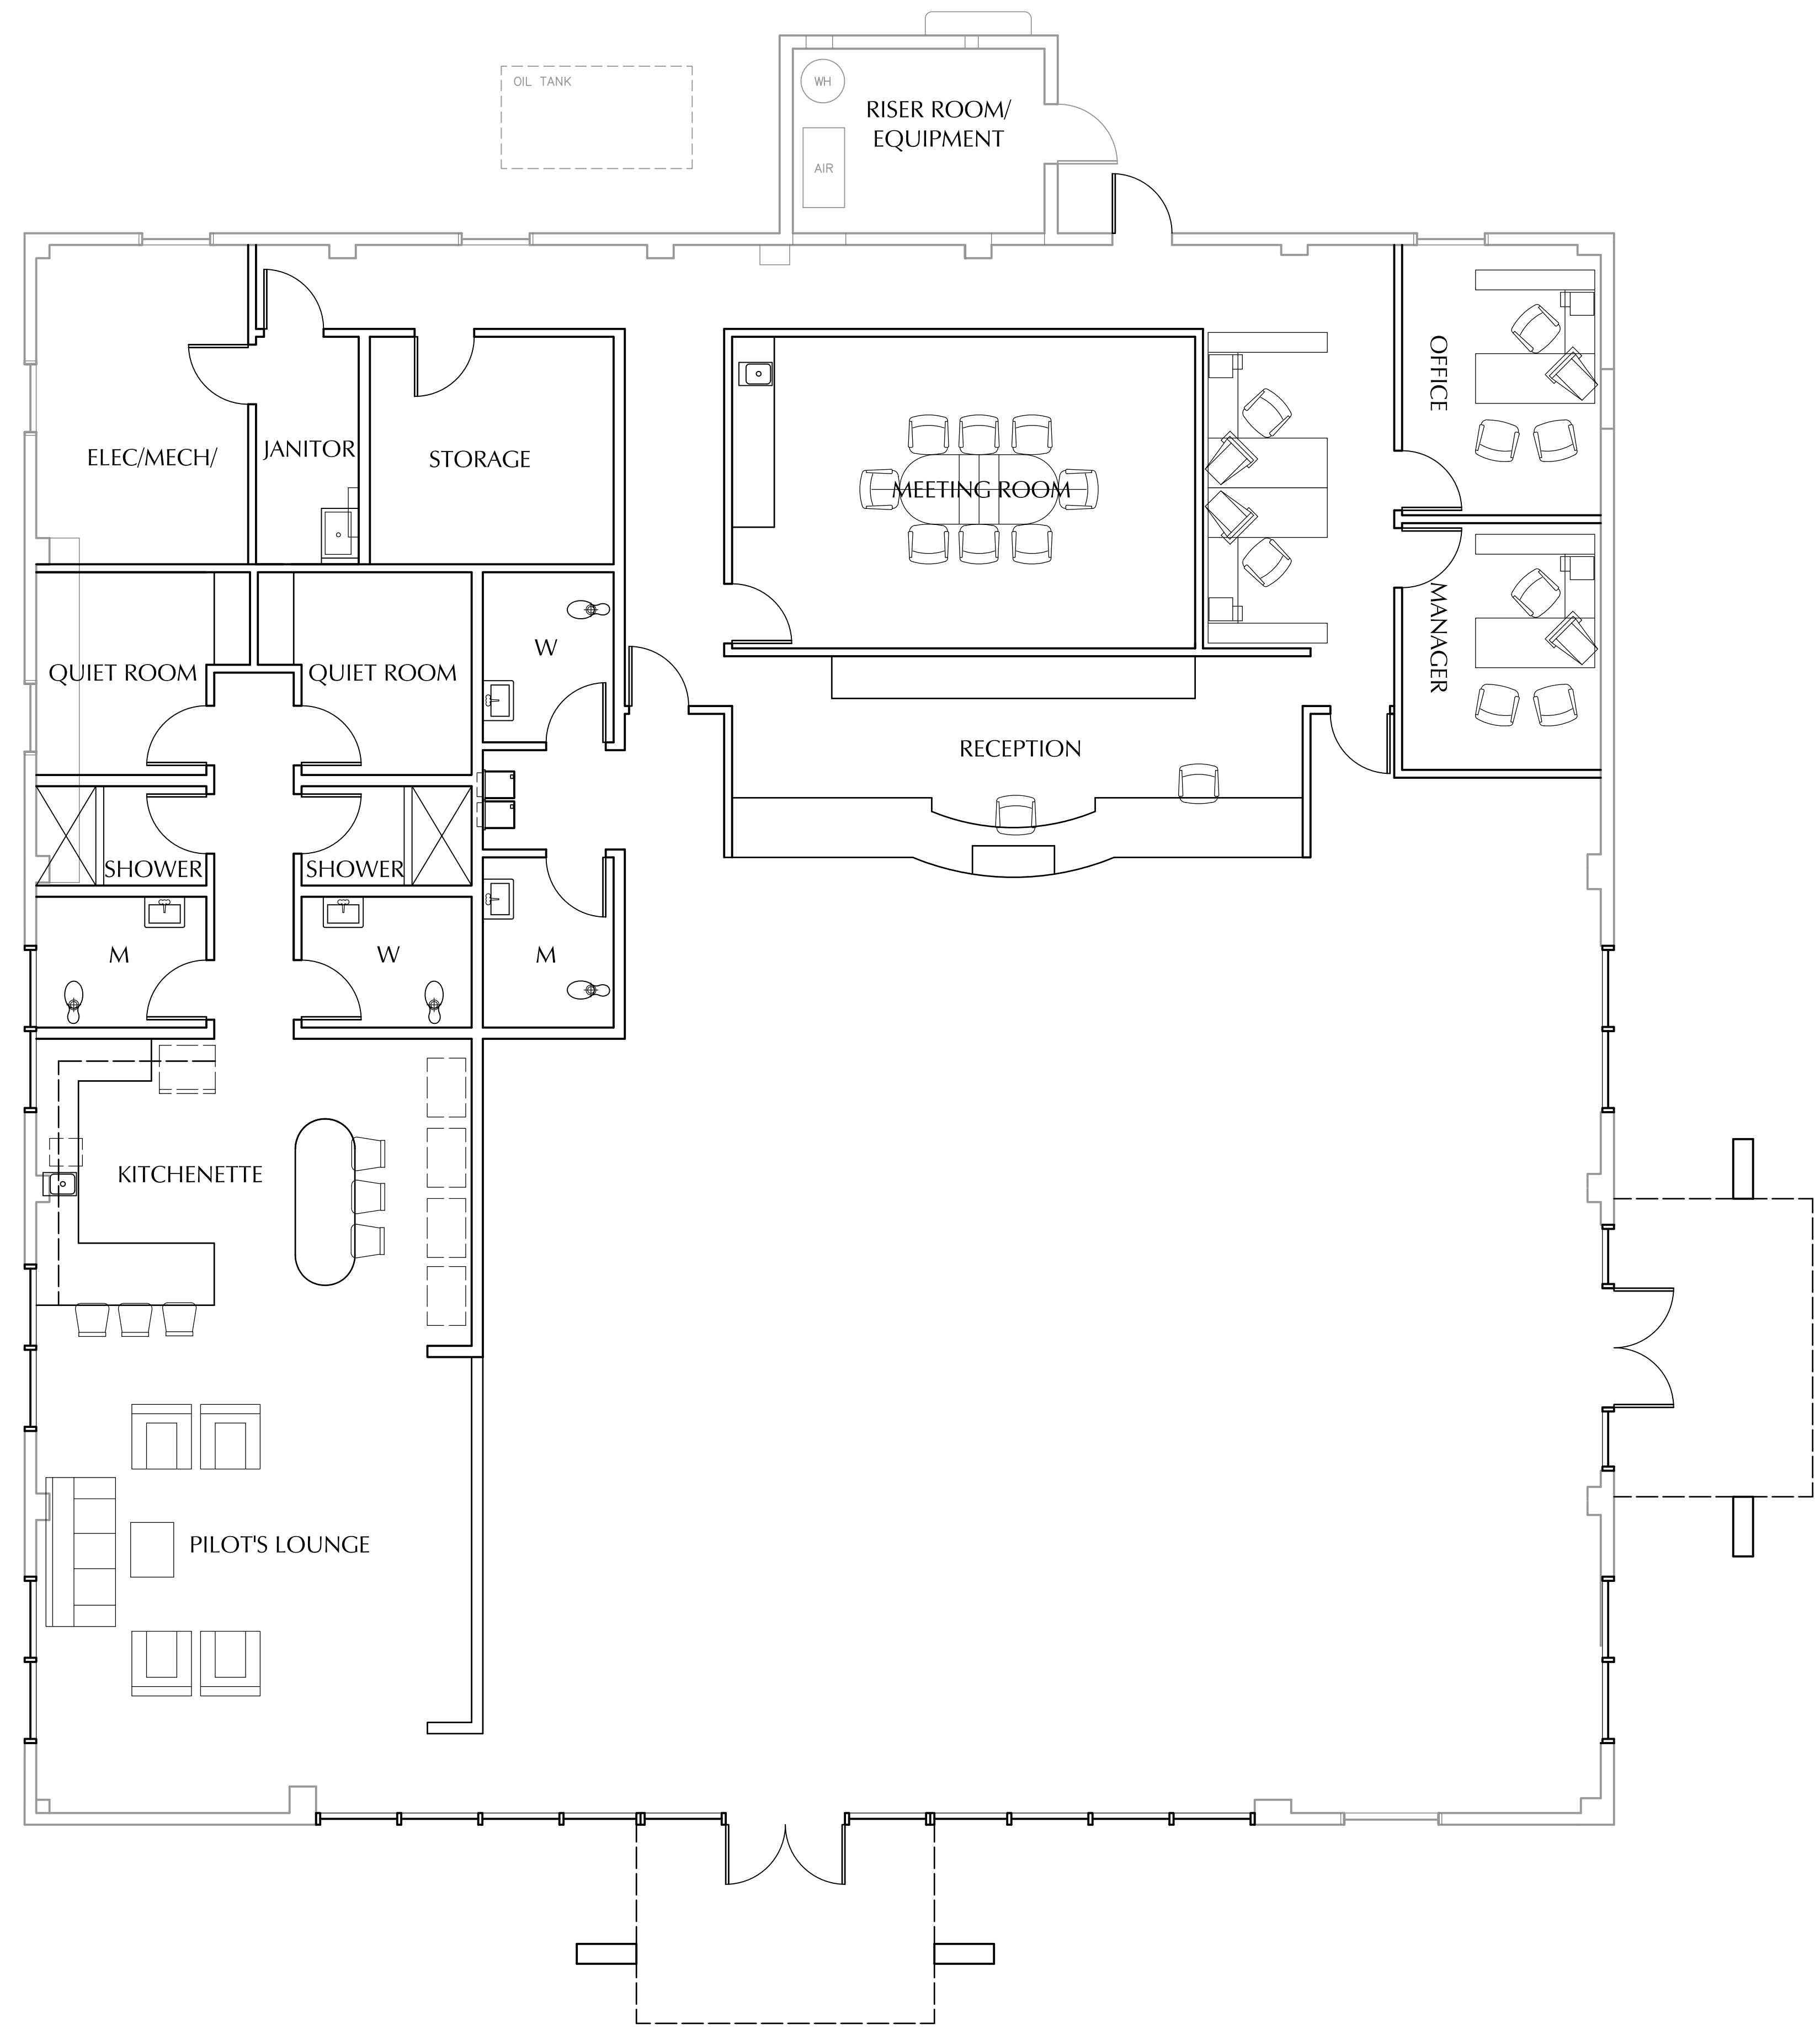 OIL TANK
WH
RISER ROOM/
EQUIPMENT
AIR
OFFICE
ELEC/MECH/
JANITOR
STORAGE
MEETING ROOM
MANAGER
QUIET ROOM
QUIET ROOM
W
RECEPTION
SHOWER
SHOWER
M
W
M
KITCHENETTE
PILOT'S LOUNGE